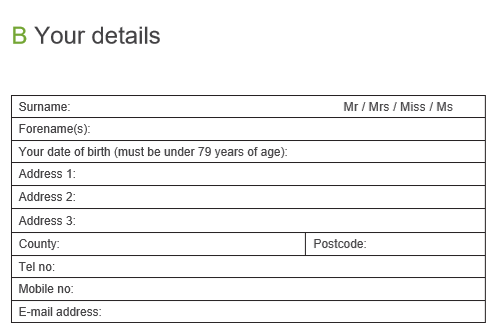 B Your details
Surname: Mr / Mrs / Miss / Ms
Forename(s):
Your date of birth (must be under 79 years of age):
Address 1:
Address 2:
Address 3:
County: Postcode:
Tel no:
Mobile no:
E-mail address: